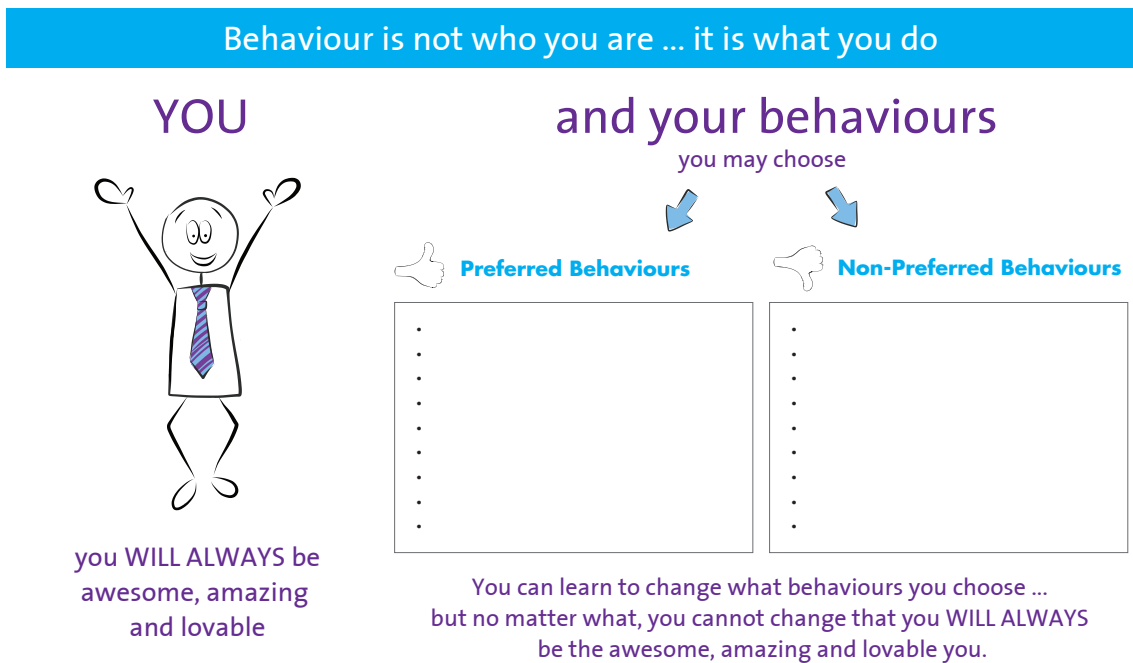 Behaviour is not who you are ... it is what you do
YOU
you WILL ALWAYS be
awesome, amazing
and lovable
and your behaviours
you may choose
Preferred Behaviours
•
•
•
•
•
•
•
•
•
Non-Preferred Behaviours
•
•
•
•
•
•
•
•
•
You can learn to change what behaviours you choose ...
but no matter what, you cannot change that you WILL ALWAYS
be the awesome, amazing and lovable you.